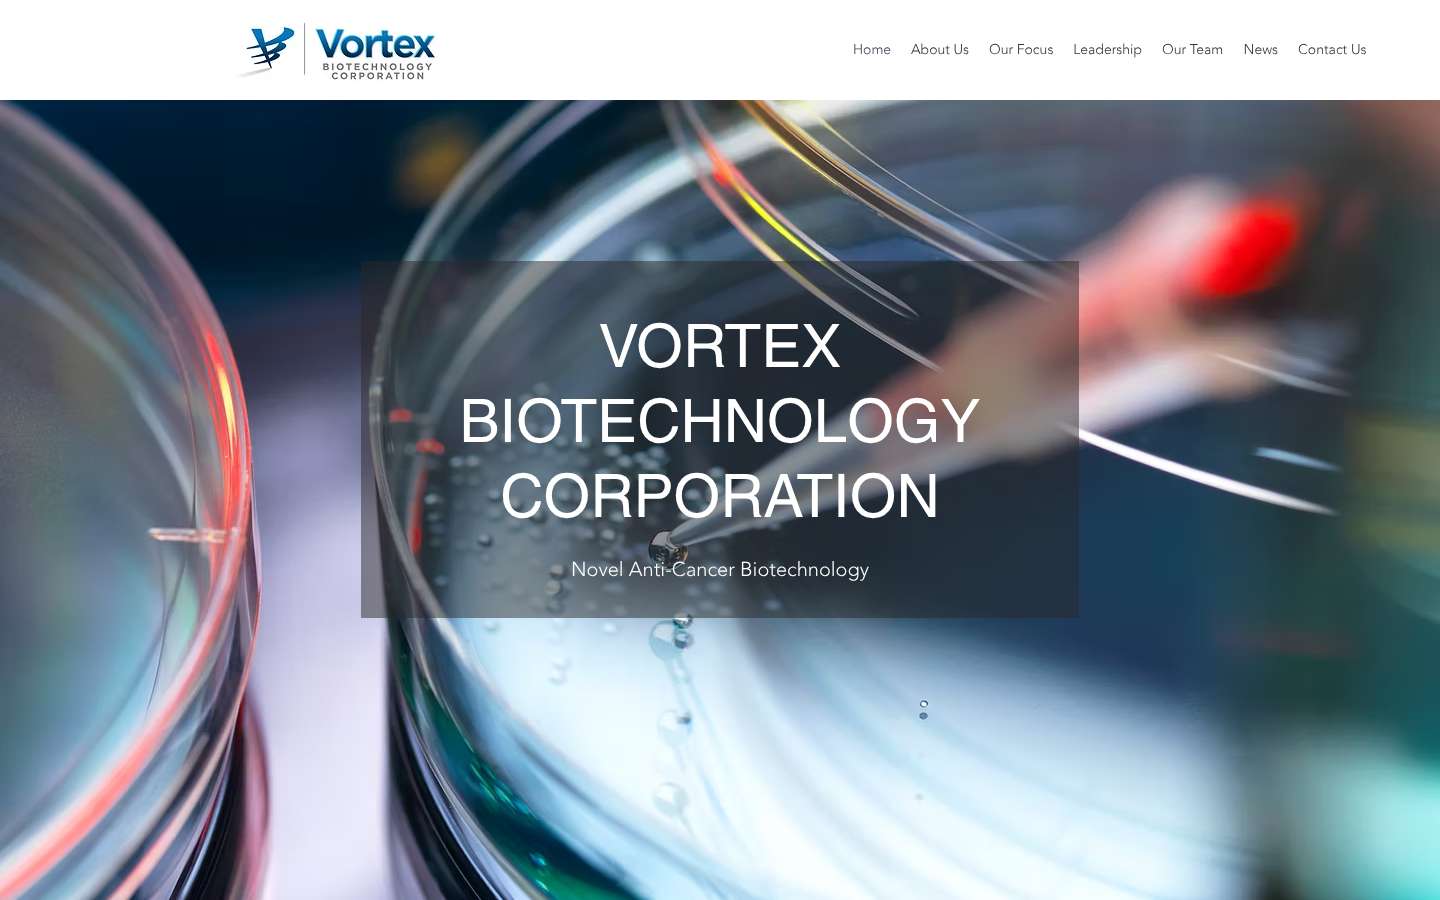 Vortex
BIOTECHNOLOGY
CORPORATION
Home About Us Our Focus Leadership Our Team News Contact Us
VORTEX
BIOTECHNOLOGY
CORPORATION
Novel Anti-Cancer Biotechnology